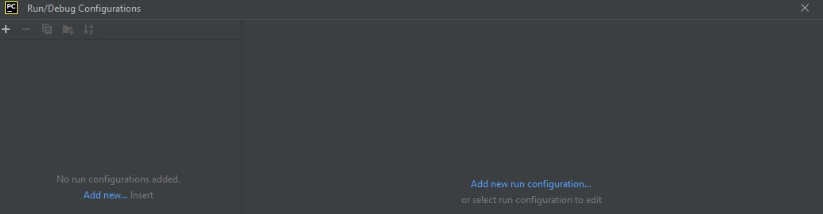 PC
Run/Debug Configurations
No run configurations added.
Add new... Insert
Add new run configuration...
or select run configuration to edit